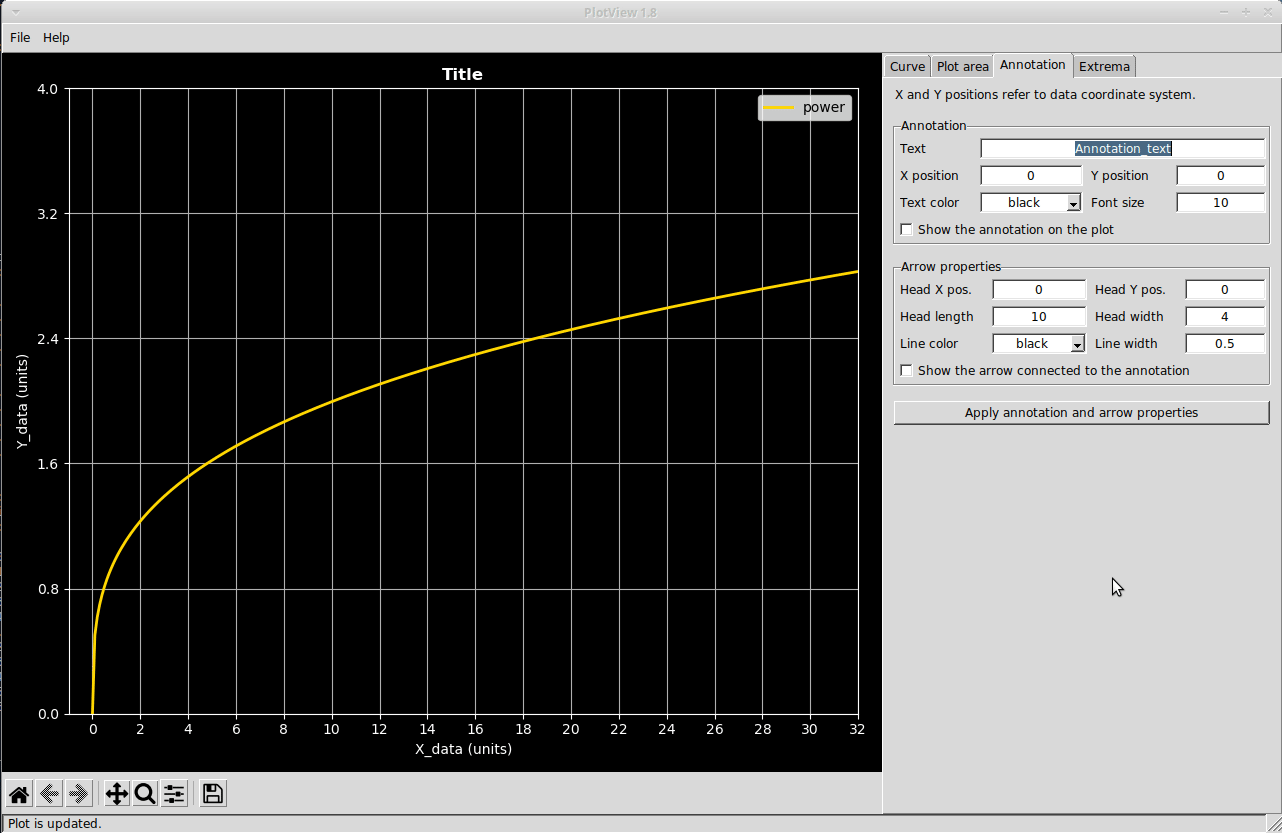 PlotView 1.8
File Help
Title
power
4.0
3.2
2.4
1.6
0.8
0.0
Y_data (units)
0 2 4 6 8 10 12 14 16 18 20 22 24 26 28 30 32
X_data (units)
Curve Plot area Annotation Extrema
X and Y positions refer to data coordinate system.
Annotation
Text Annotation_text
X position 0 Y position 0
Text color black Font size 10
Show the annotation on the plot
Arrow properties
Head X pos. 0 Head Y pos. 0
Head length 10 Head width 4
Line color black Line width 0.5
Show the arrow connected to the annotation
Apply annotation and arrow properties
Plot is updated.